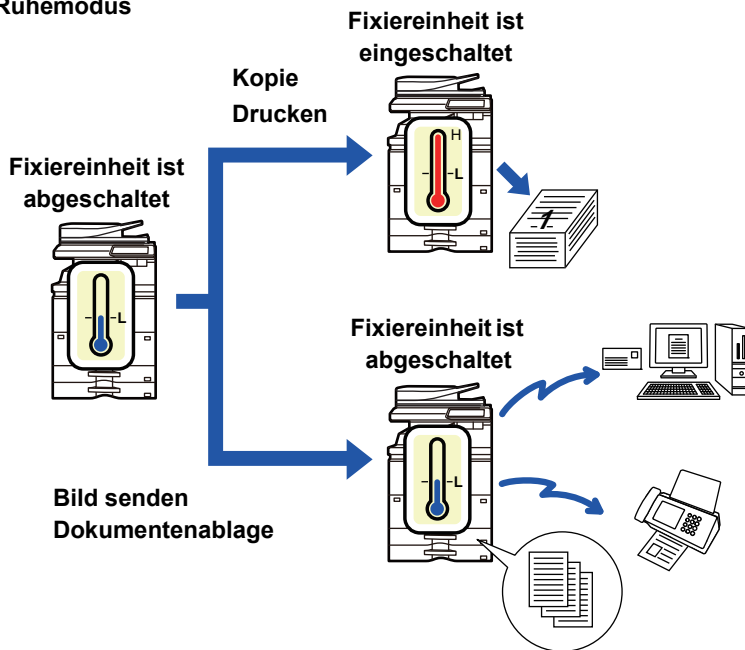 Ruhemodus
Fixiereinheit ist
eingeschaltet
Kopie
Drucken
H
L
1
Fixiereinheit ist
abgeschaltet
L
Fixiereinheit ist
abgeschaltet
L
Bild senden
Dokumentenablage